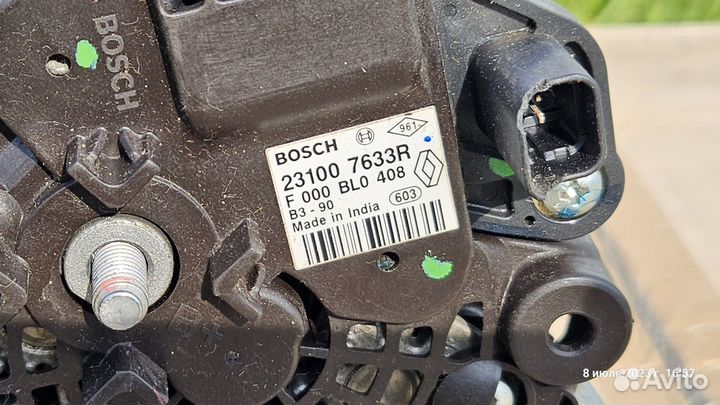 BOSCH
BOSCH
961
23100 7633R
F 000 BL0 408
B3-90
603
Made in India
B+
8 июля 2023 г. 16:57
Avito